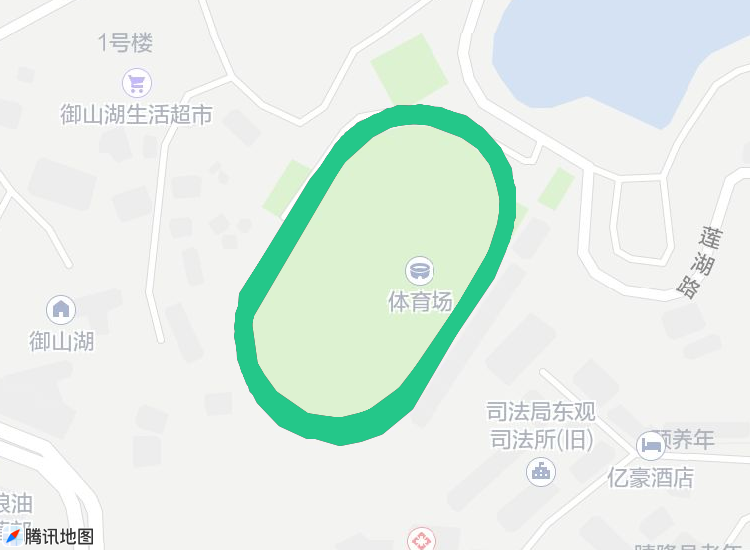 1号楼
御山湖生活超市
莲湖路
体育场
御山湖
司法局东观
司法所(旧)
颐养年
亿豪酒店
粮油
腾讯地图